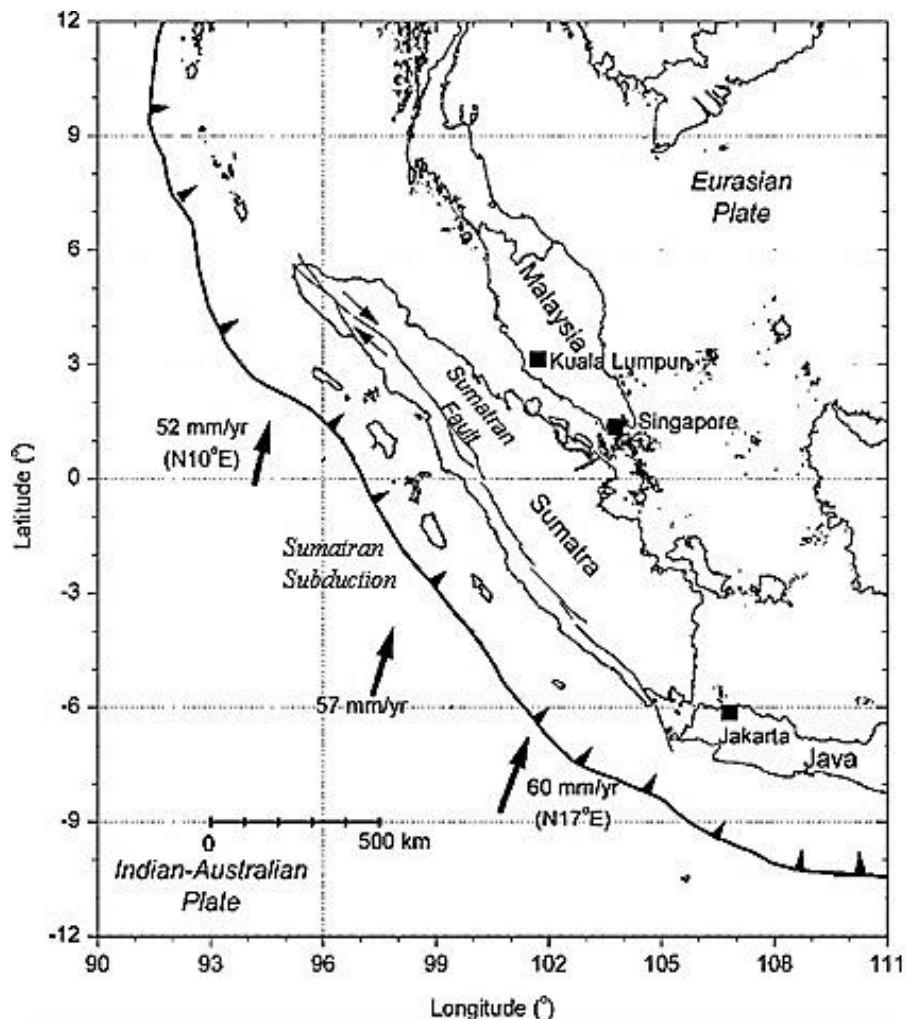 12
9
6
3
0
-3
-6
-9
-12
Latitude (°)
Eurasian
Plate
Malaysia
Kuala Lumpur
Singapore
Sumatran
Fault
Sumatra
52 mm/yr
(N10°E)
Sumatran
Subduction
57 mm/yr
Jakarta
Java
60 mm/yr
(N17°E)
0
500 km
Indian-Australian
Plate
90
93
96
99
102
105
108
111
Longitude (°)